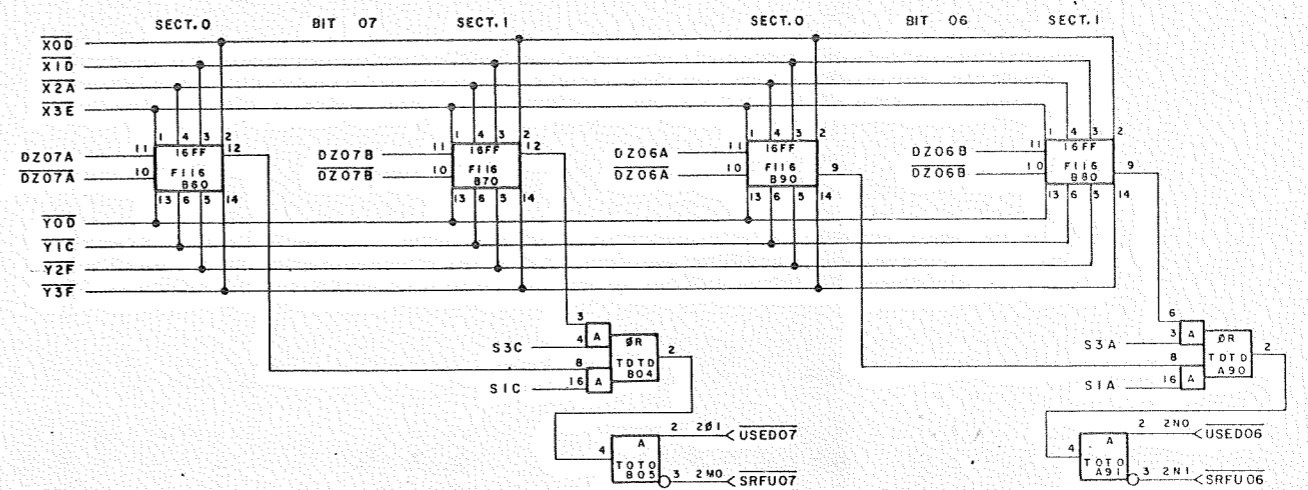 SECT.0 BIT 07 SECT.1 SECT.0 BIT 06 SECT.1
X0D
X1D
X2A
X3E
1 4 3 2 1 4 3 2 1 4 3 2 1 4 3 2
DZ07A 11 16FF 12 DZ07B 11 16FF 12 DZ06A 11 16FF DZ06B 11 16FF
DZ07A 10 F116 DZ07B 10 F116 DZ06A 10 F116 9 DZ06B 10 F116 9
B60 B70 B90 B80
13 6 5 14 13 6 5 14 13 6 5 14 13 6 5 14
Y0D
Y1C
Y2F
Y3F
3 6
S3C 4 A ØR 2 S3A 3 A ØR 2
8 TDTD 8 TDTD
S1C 16 A B04 S1A 16 A A90
4 A 2 2Ø1 USED07 4 A 2 2N0 USED06
TOTO TOTO
B05 3 2M0 SRFU07 A91 3 2N1 SRFU06